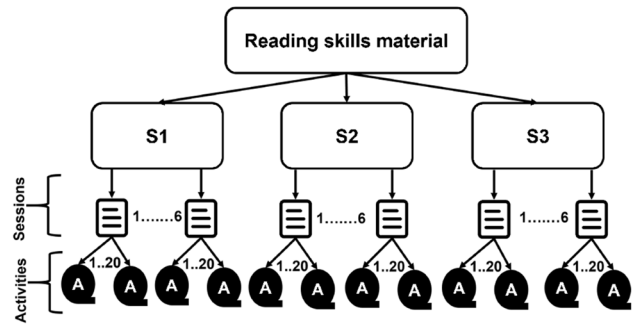 Reading skills material
S1
S2
S3
Sessions
1.......6
1.......6
1.......6
Activities
1..20
1..20
1..20
1..20
1..20
1..20
A
A
A
A
A
A
A
A
A
A
A
A